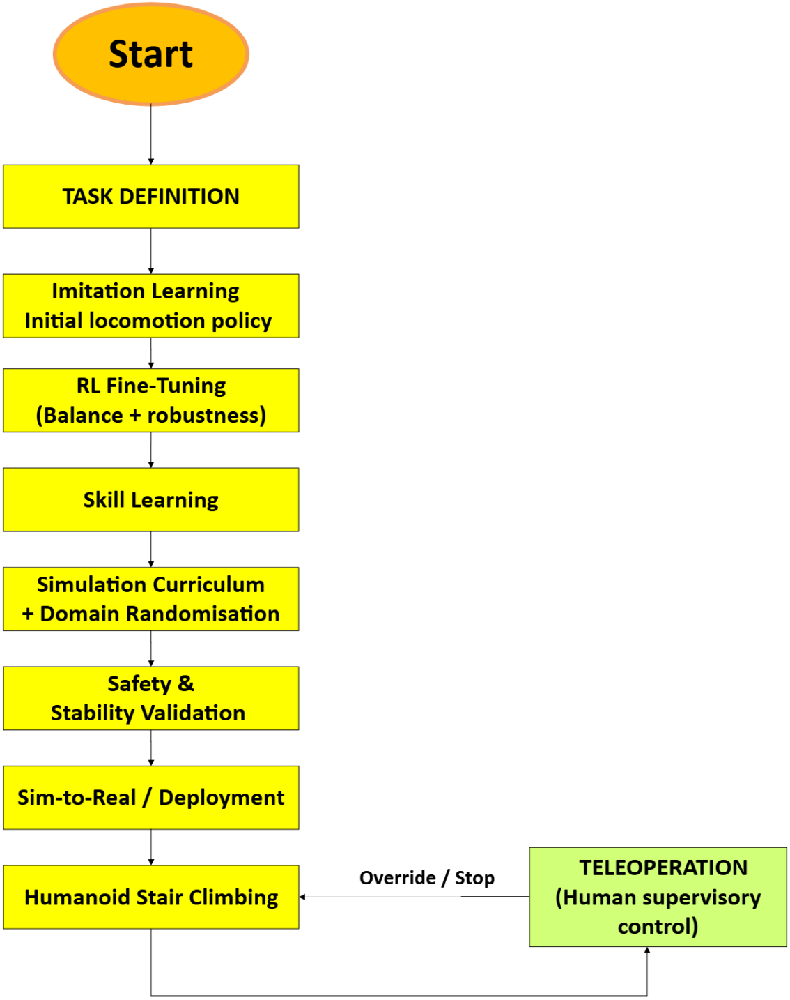 Start
TASK DEFINITION
Imitation Learning
Initial locomotion policy
RL Fine-Tuning
(Balance + robustness)
Skill Learning
Simulation Curriculum
+ Domain Randomisation
Safety &
Stability Validation
Sim-to-Real / Deployment
Humanoid Stair Climbing
Override / Stop
TELEOPERATION
(Human supervisory
control)